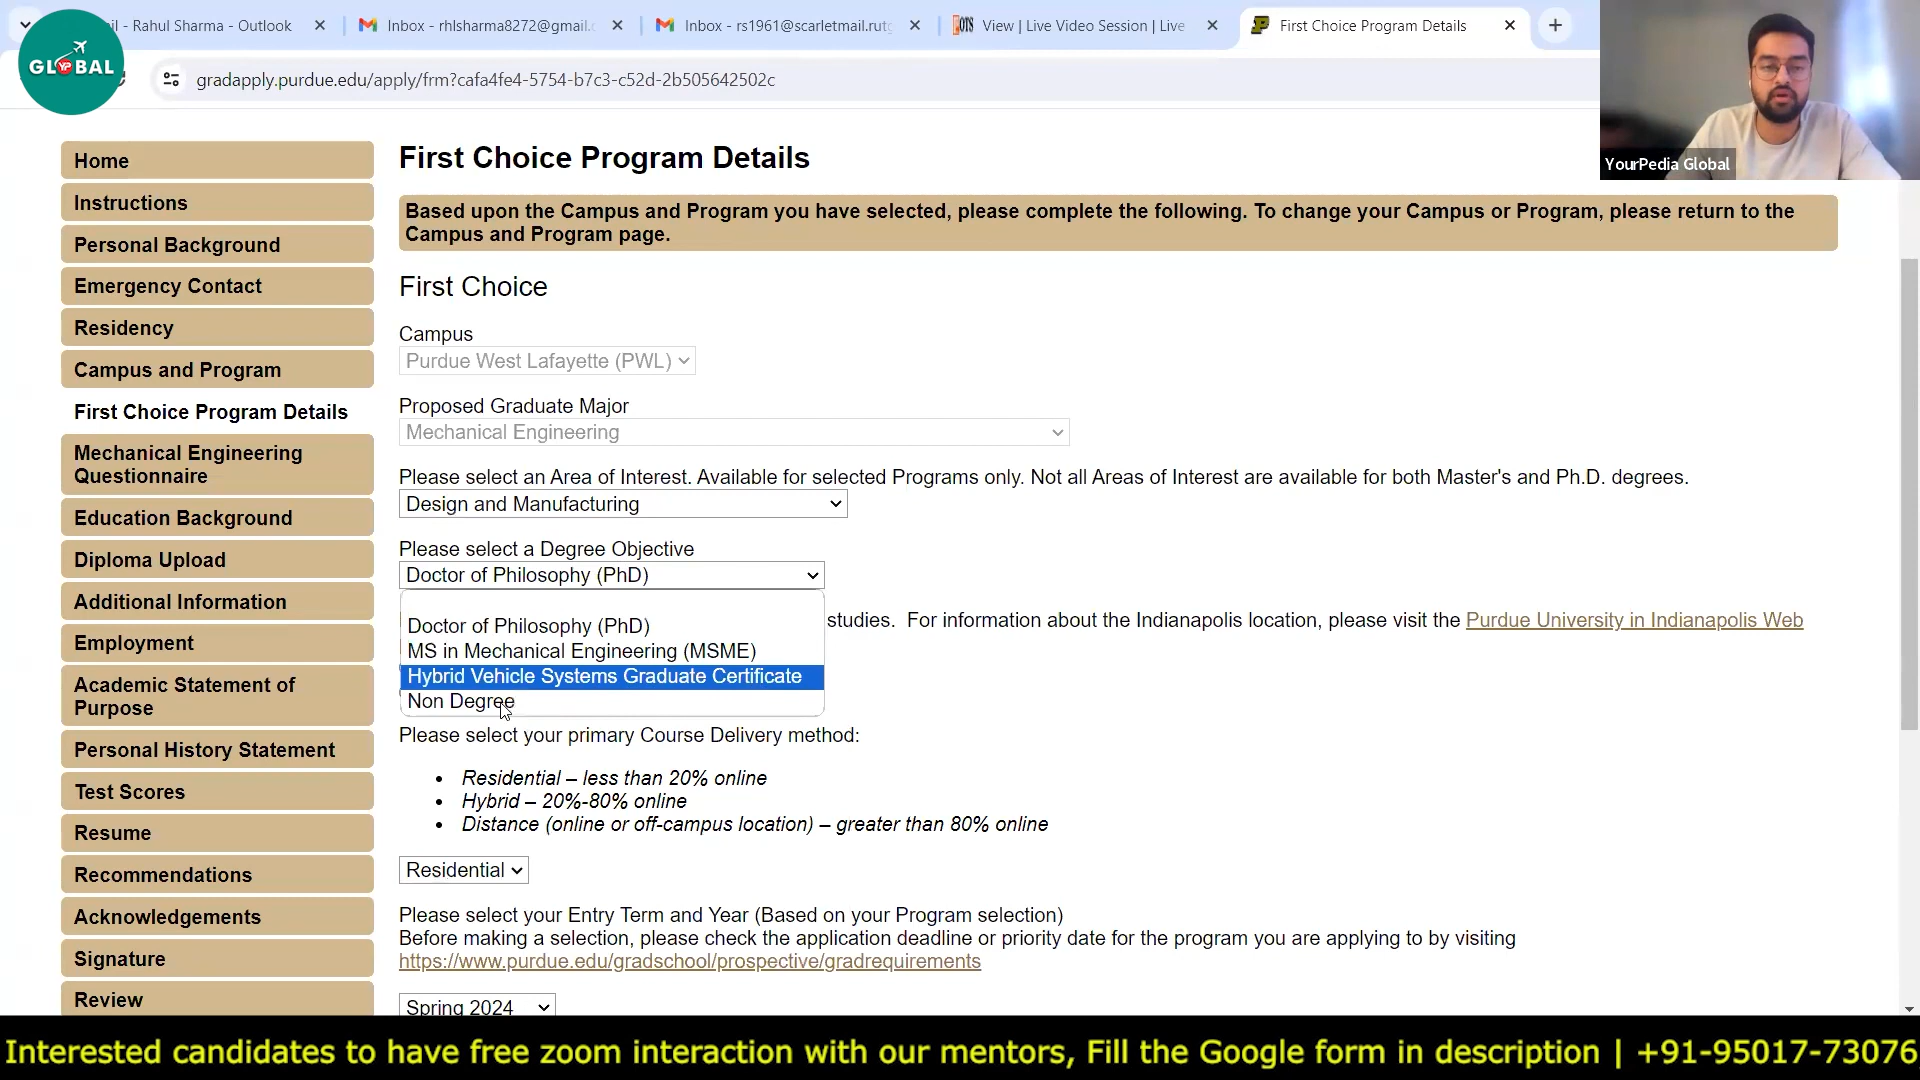 il - Rahul Sharma - Outlook
Inbox - rhlsharma8272@gmail.c
Inbox - rs1961@scarletmail.rutg
View | Live Video Session | Live
First Choice Program Details
GLOBAL
YP
gradapply.purdue.edu/apply/frm?cafa4fe4-5754-b7c3-c52d-2b505642502c
YourPedia Global
Home
Instructions
Personal Background
Emergency Contact
Residency
Campus and Program
First Choice Program Details
Mechanical Engineering
Questionnaire
Education Background
Diploma Upload
Additional Information
Employment
Academic Statement of
Purpose
Personal History Statement
Test Scores
Resume
Recommendations
Acknowledgements
Signature
Review
First Choice Program Details
Based upon the Campus and Program you have selected, please complete the following. To change your Campus or Program, please return to the
Campus and Program page.
First Choice
Campus
Purdue West Lafayette (PWL)
Proposed Graduate Major
Mechanical Engineering
Please select an Area of Interest. Available for selected Programs only. Not all Areas of Interest are available for both Master's and Ph.D. degrees.
Design and Manufacturing
Please select a Degree Objective
Doctor of Philosophy (PhD)
Doctor of Philosophy (PhD)
MS in Mechanical Engineering (MSME)
Hybrid Vehicle Systems Graduate Certificate
Non Degree
studies. For information about the Indianapolis location, please visit the Purdue University in Indianapolis Web
Please select your primary Course Delivery method:
• Residential – less than 20% online
• Hybrid – 20%-80% online
• Distance (online or off-campus location) – greater than 80% online
Residential
Please select your Entry Term and Year (Based on your Program selection)
Before making a selection, please check the application deadline or priority date for the program you are applying to by visiting
https://www.purdue.edu/gradschool/prospective/gradrequirements
Spring 2024
Interested candidates to have free zoom interaction with our mentors, Fill the Google form in description | +91-95017-73076